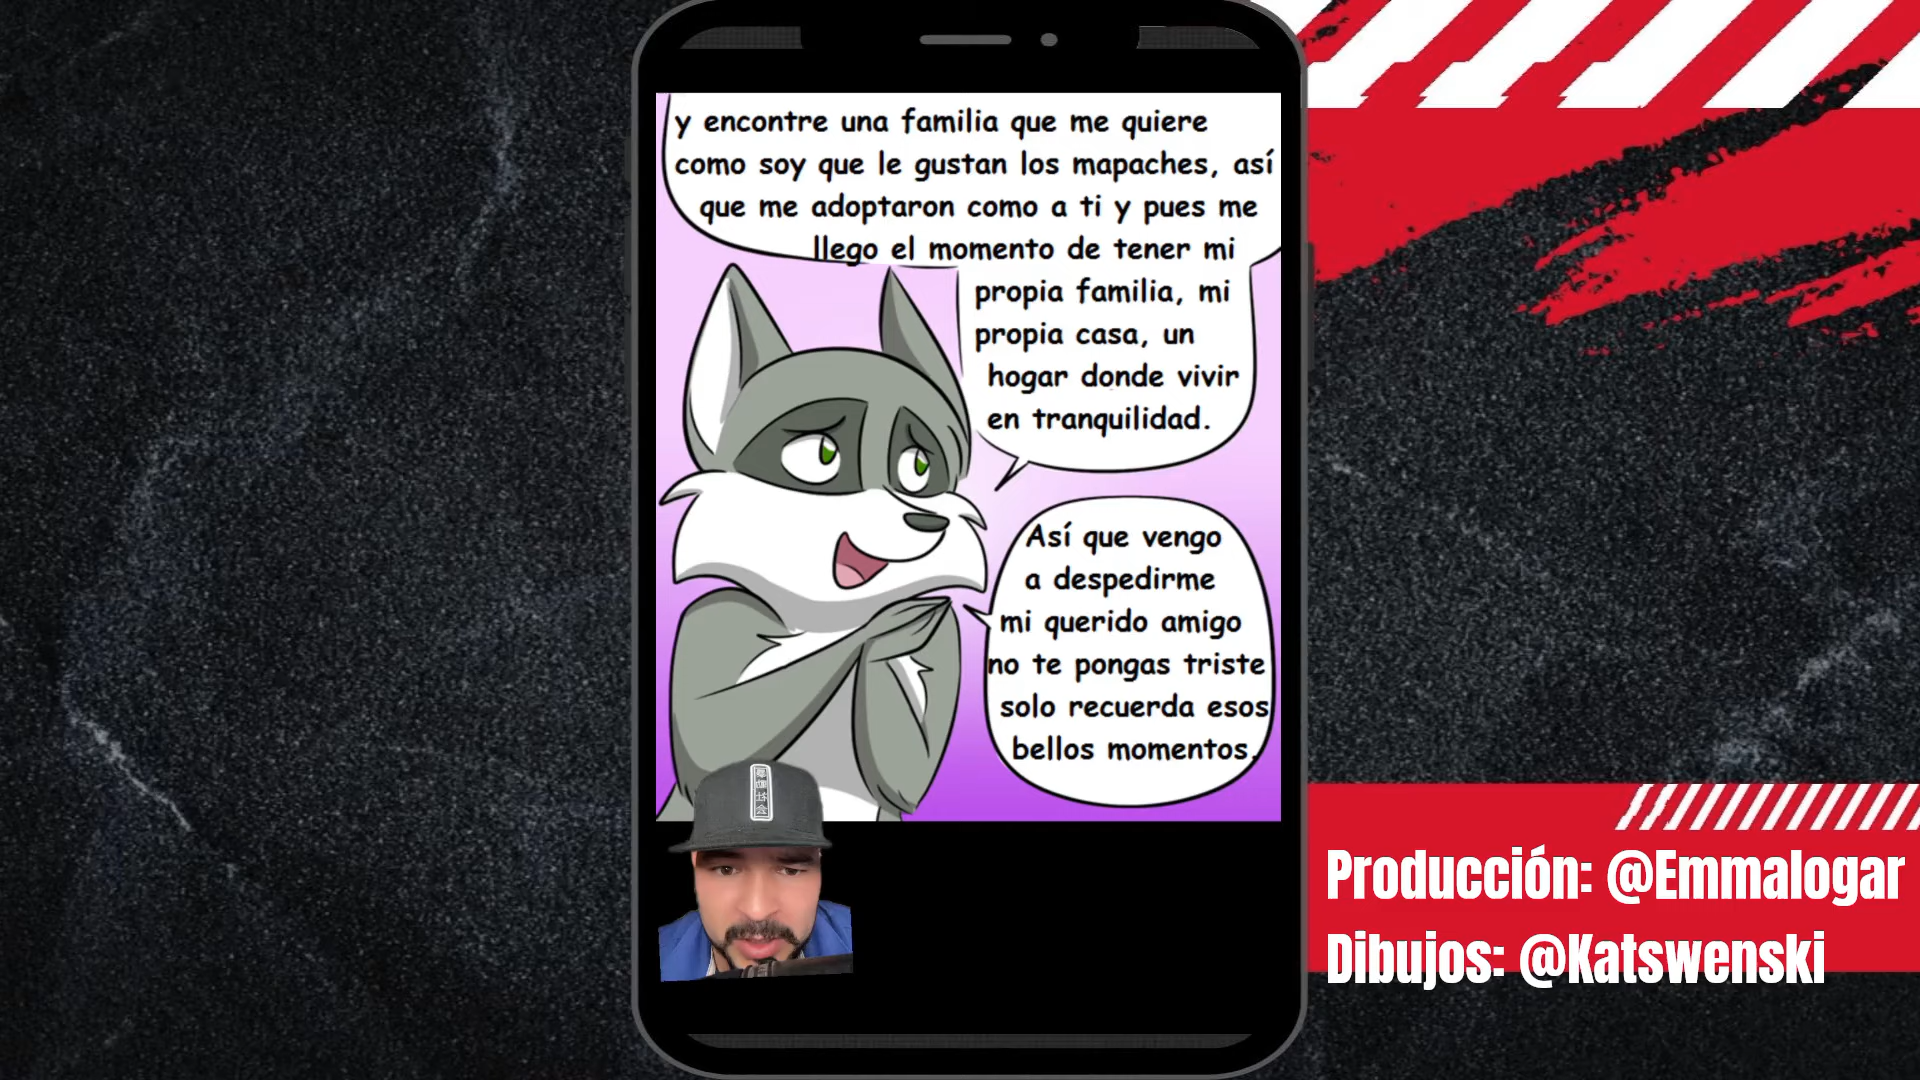 y encontre una familia que me quiere
como soy que le gustan los mapaches, así
que me adoptaron como a ti y pues me
llego el momento de tener mi
propia familia, mi
propia casa, un
hogar donde vivir
en tranquilidad.
Así que vengo
a despedirme
mi querido amigo
no te pongas triste
solo recuerda esos
bellos momentos.
Producción: @Emmalogar
Dibujos: @Katswenski